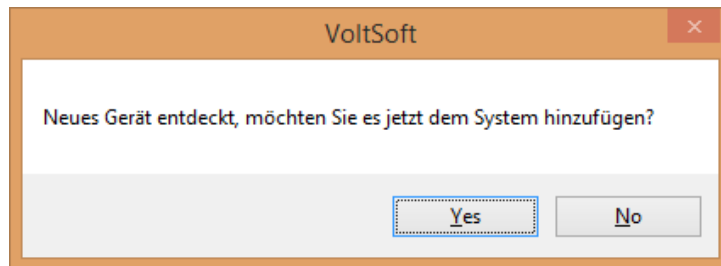 VoltSoft
Neues Gerät entdeckt, möchten Sie es jetzt dem System hinzufügen?
Yes No